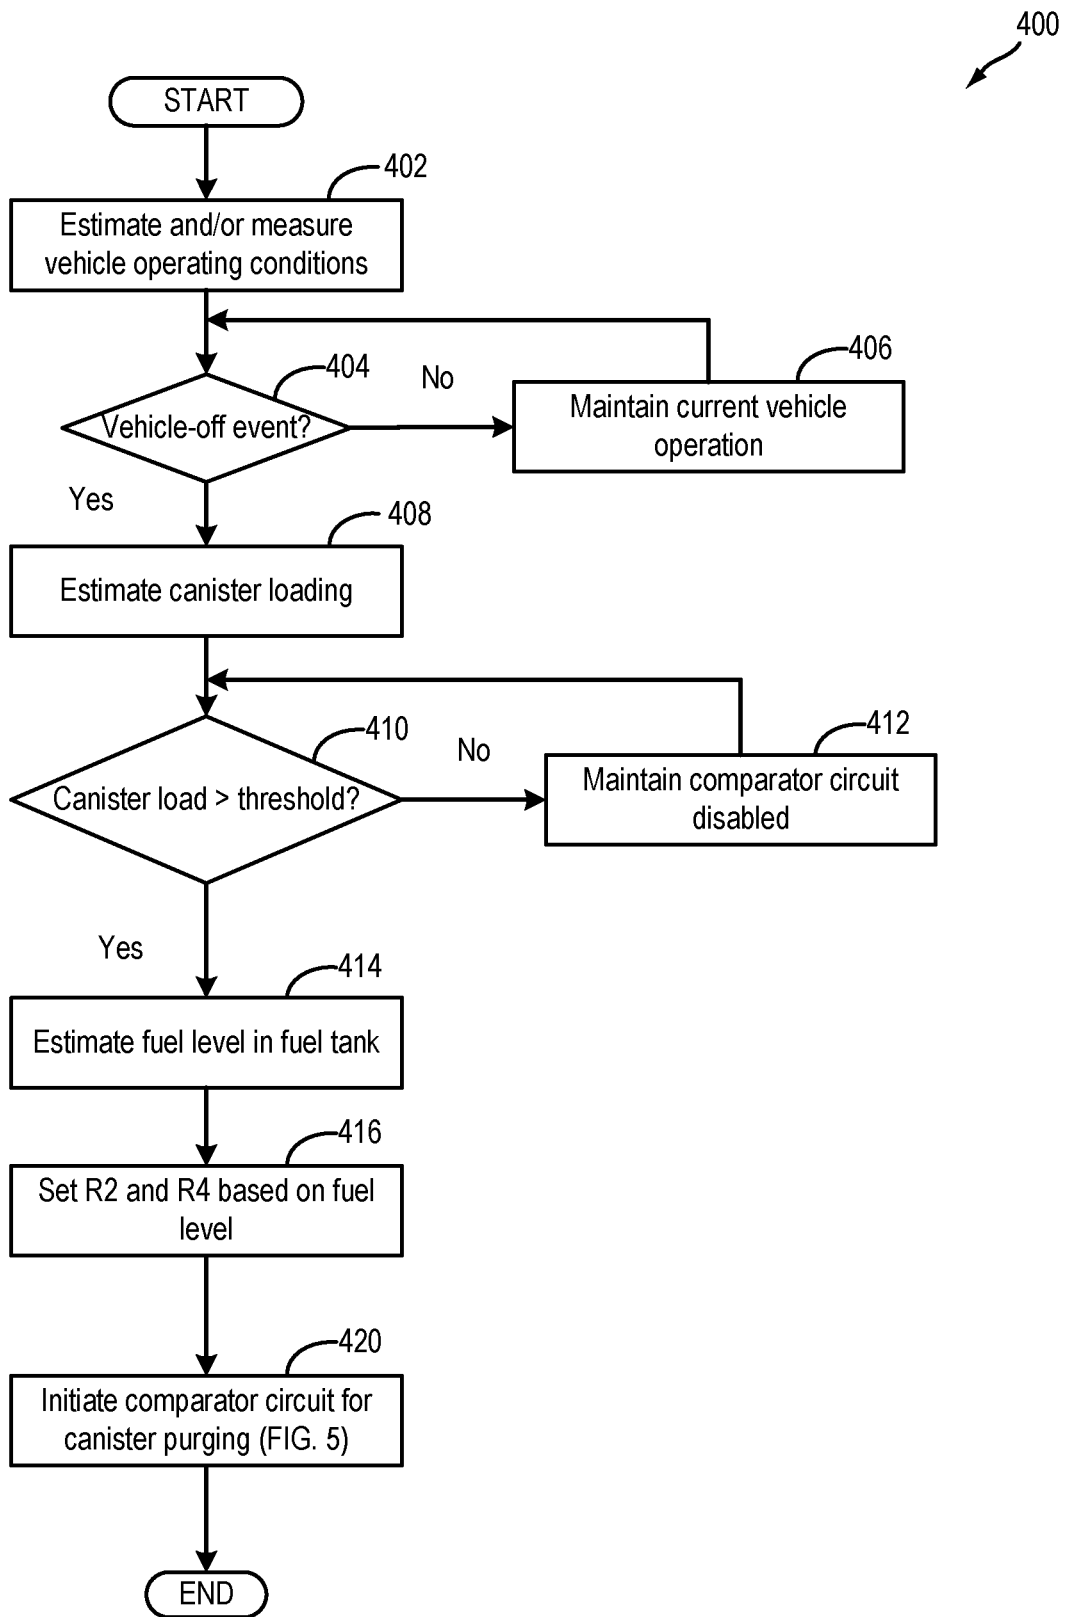 400
START
402
Estimate and/or measure
vehicle operating conditions
404
Vehicle-off event?
No
406
Maintain current vehicle
operation
Yes
408
Estimate canister loading
410
Canister load > threshold?
No
412
Maintain comparator circuit
disabled
Yes
414
Estimate fuel level in fuel tank
416
Set R2 and R4 based on fuel
level
420
Initiate comparator circuit for
canister purging (FIG. 5)
END